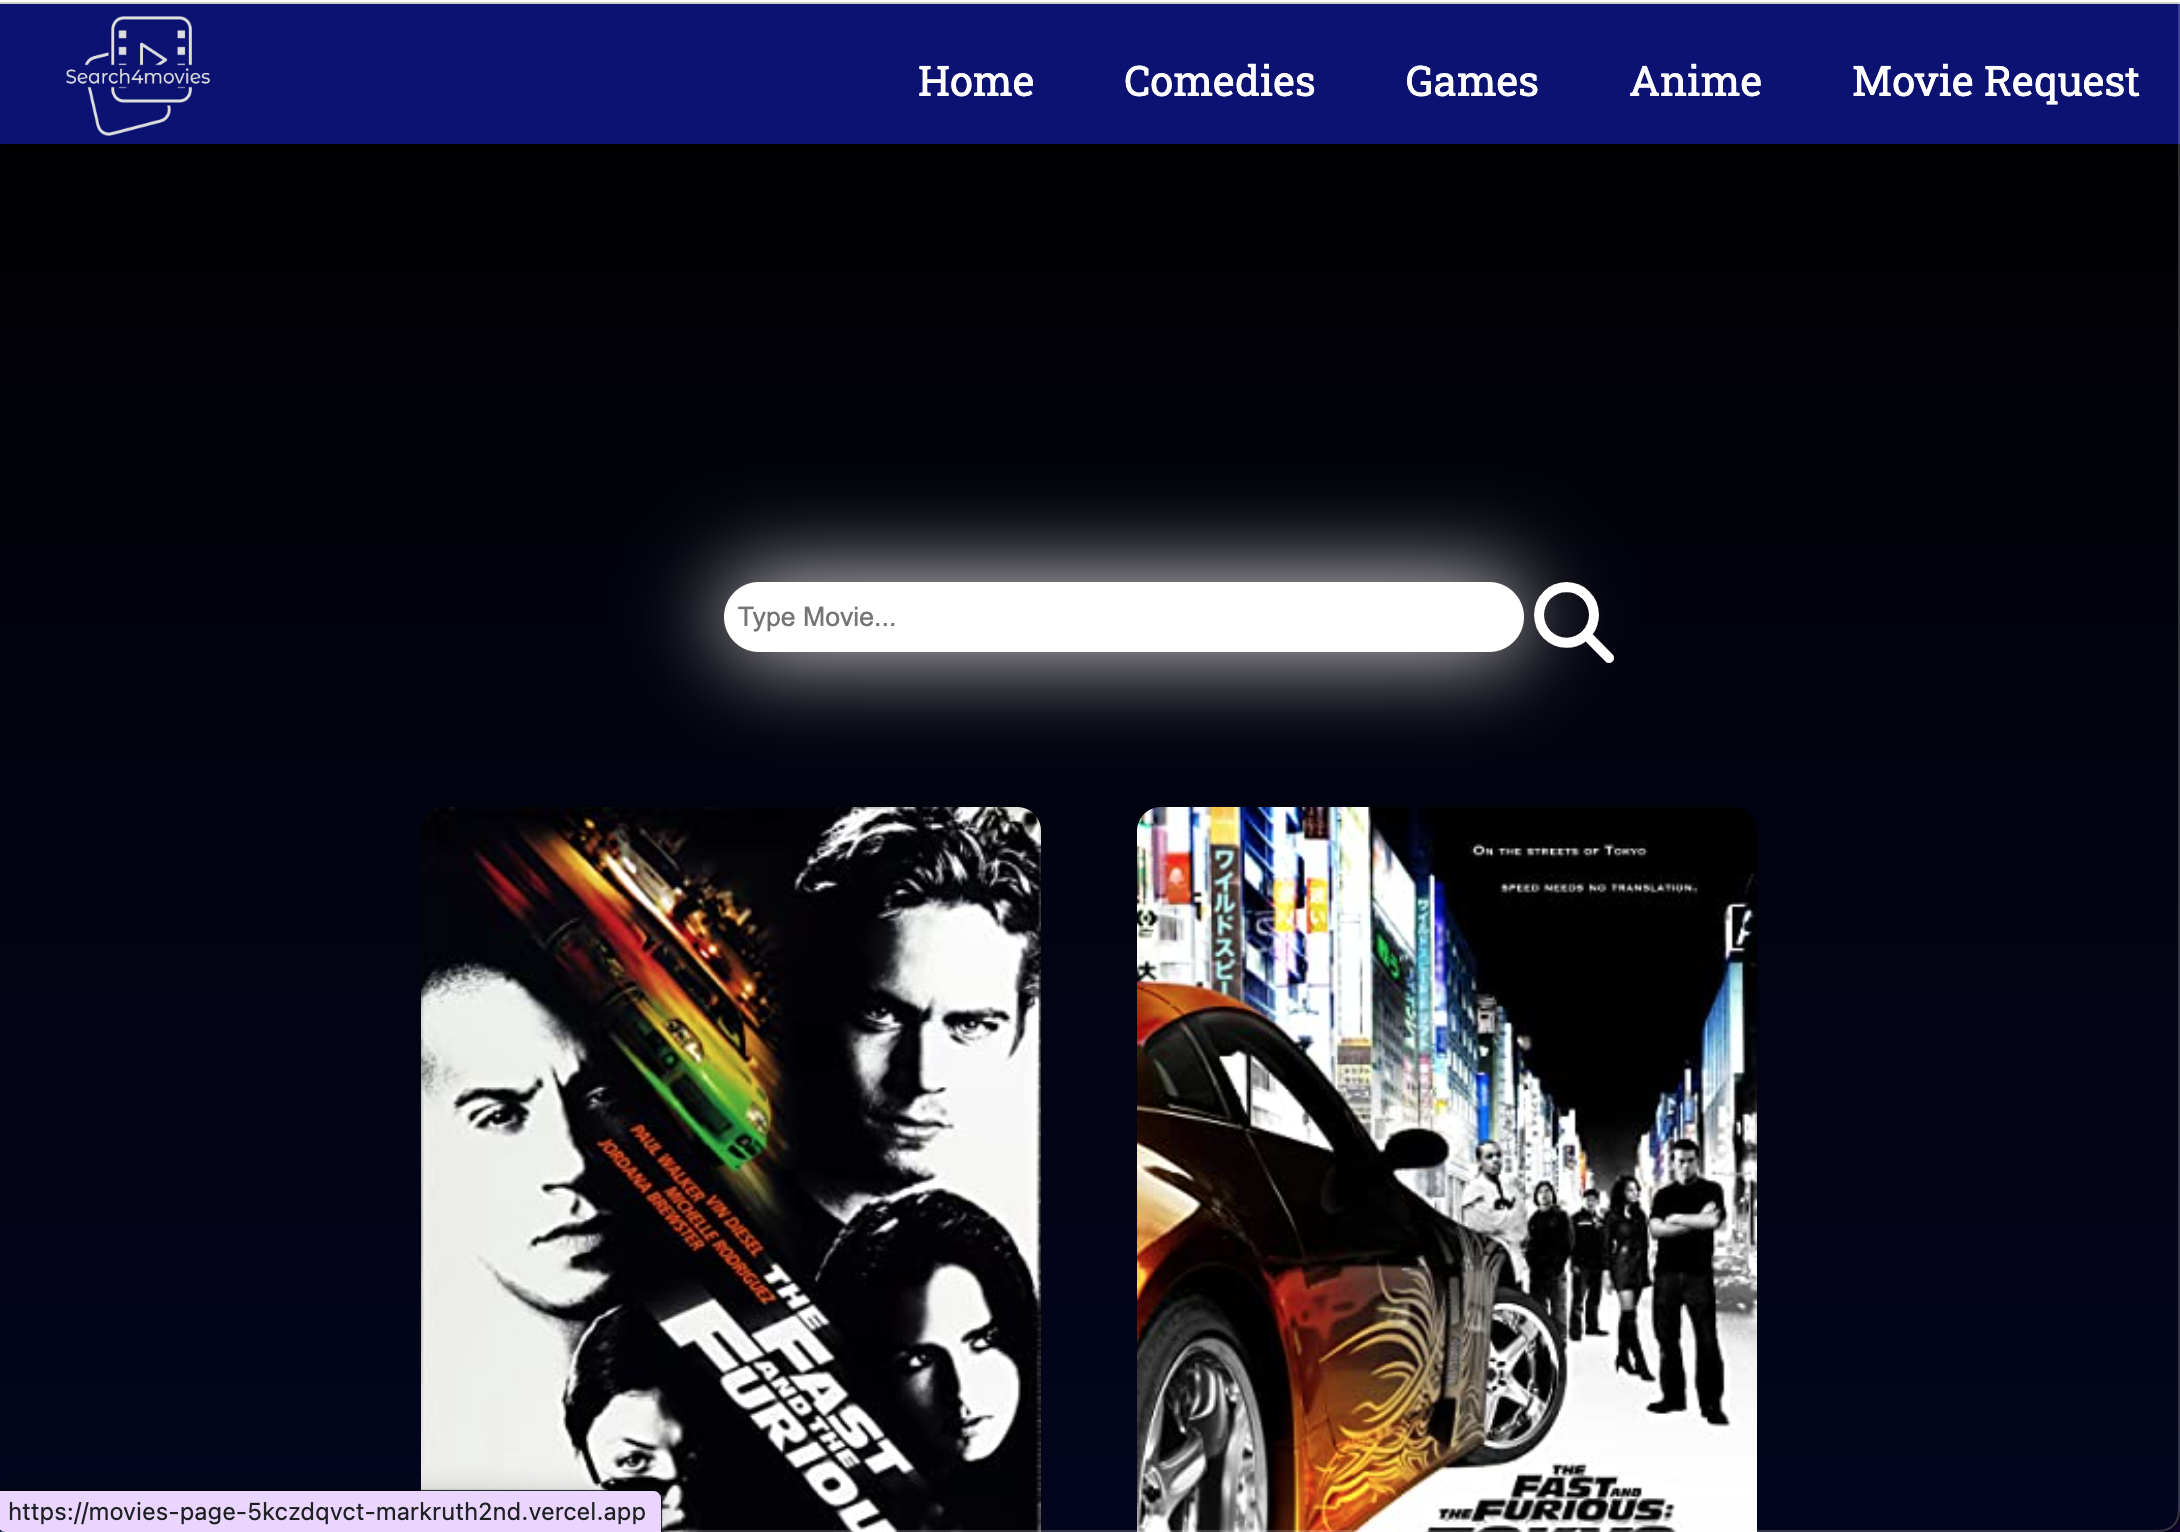 Search4movies
Home
Comedies
Games
Anime
Movie Request
Type Movie...
PAUL WALKER VIN DIESEL
MICHELLE RODRIGUEZ
JORDANA BREWSTER
THE
FAST
AND THE
FURIOU
ON THE STREETS OF TOKYO
SPEED NEEDS NO TRANSLATION.
ワイルドスピー
大
THE
FAST AND
THE FURIOUS:
TOKYO
https://movies-page-5kczdqvct-markruth2nd.vercel.app